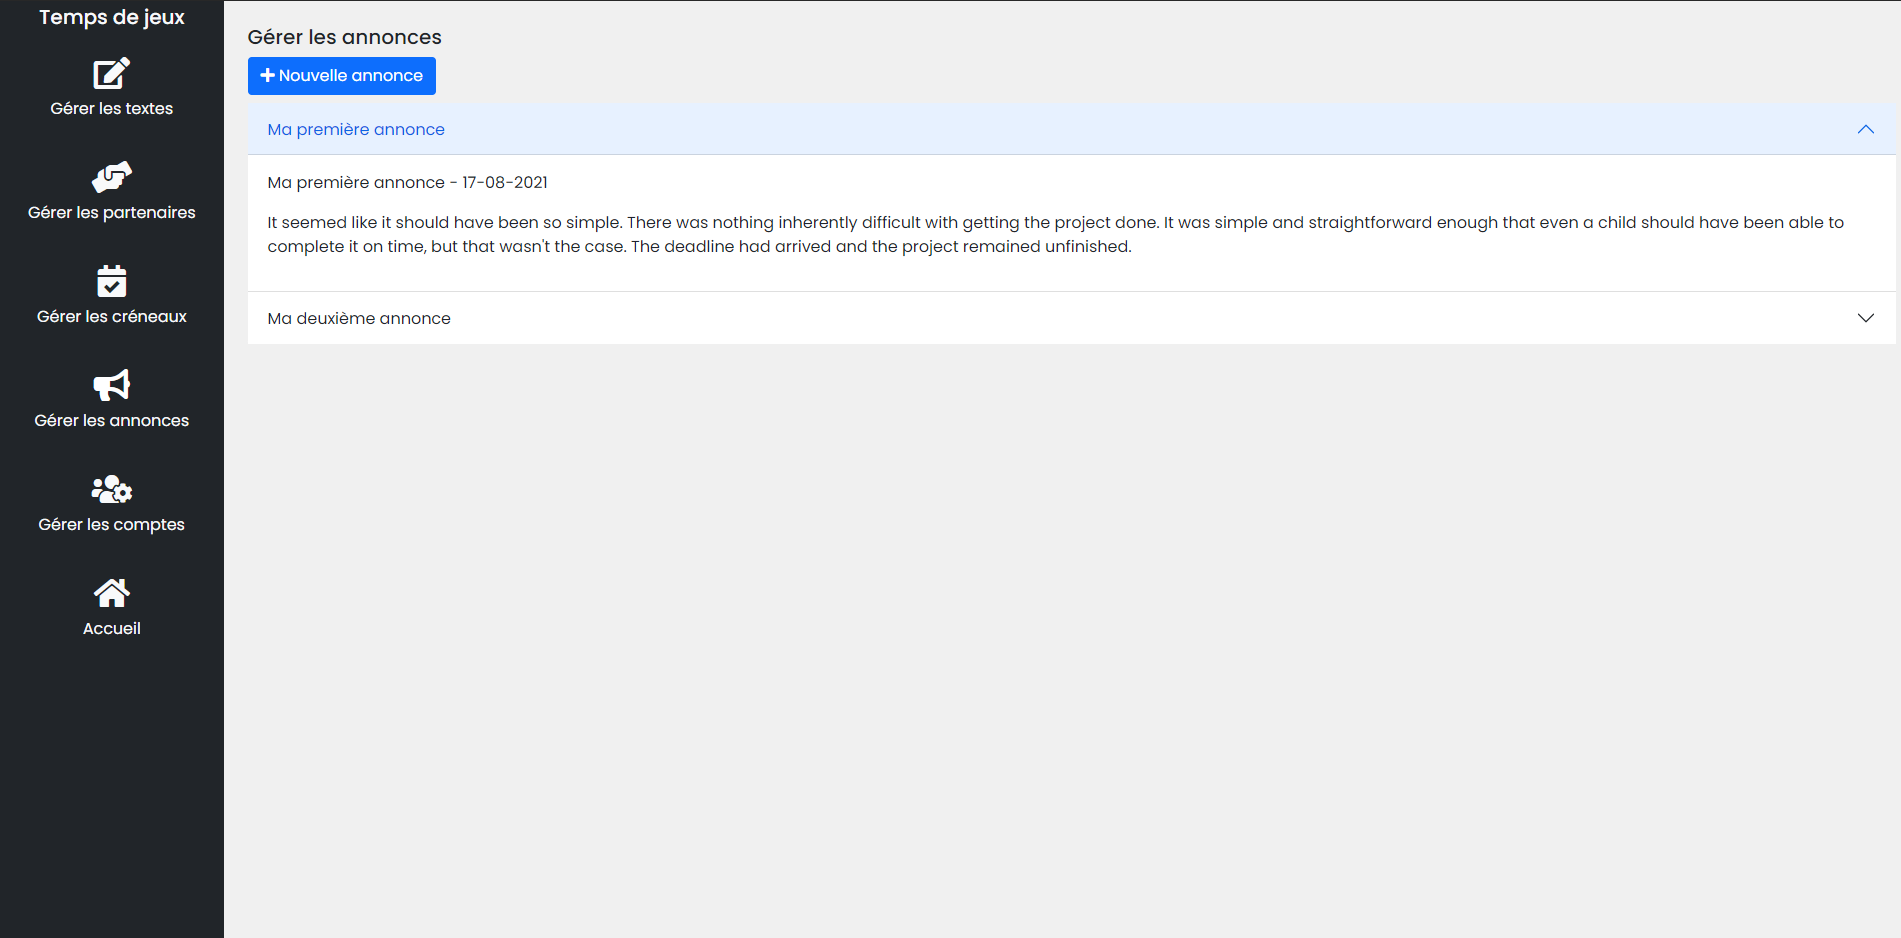 Temps de jeux
Gérer les textes
Gérer les partenaires
Gérer les créneaux
Gérer les annonces
Gérer les comptes
Accueil
Gérer les annonces
Nouvelle annonce
Ma première annonce
Ma première annonce - 17-08-2021
It seemed like it should have been so simple. There was nothing inherently difficult with getting the project done. It was simple and straightforward enough that even a child should have been able to
complete it on time, but that wasn't the case. The deadline had arrived and the project remained unfinished.
Ma deuxième annonce